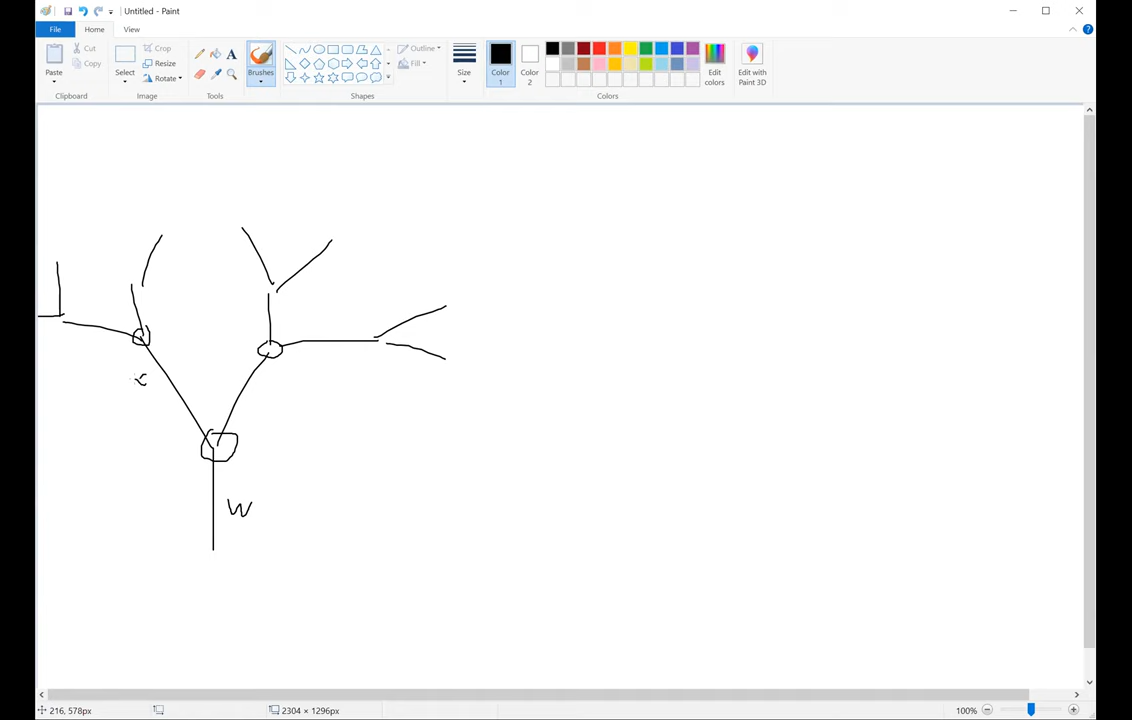 Untitled - Paint
File Home View
Paste
Cut
Copy
Clipboard
Select
Crop
Resize
Rotate
Image
A
Tools
Brushes
Outline
Fill
Shapes
Size
Color 1
Color 2
Edit colors
Colors
Edit with Paint 3D
W
216, 578px
2304 × 1296px
100%